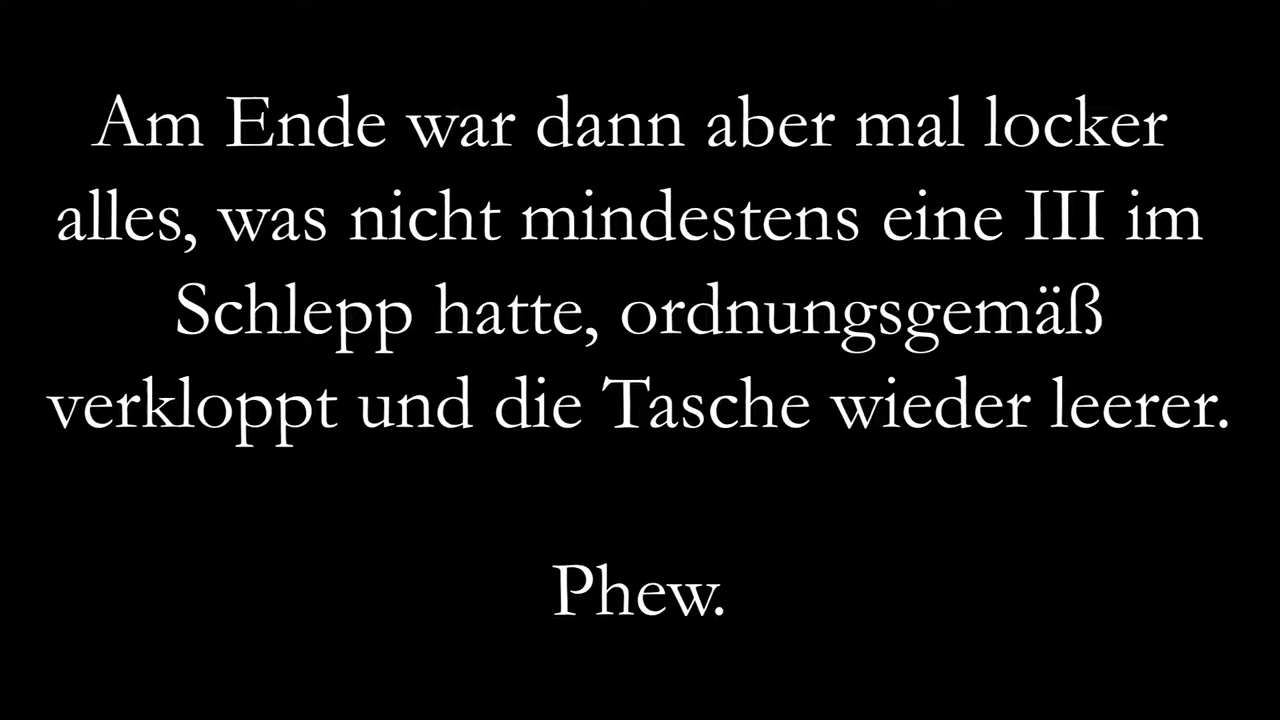 Am Ende war dann aber mal locker
alles, was nicht mindestens eine III im
Schlepp hatte, ordnungsgemäß
verkloppt und die Tasche wieder leerer.
Phew.